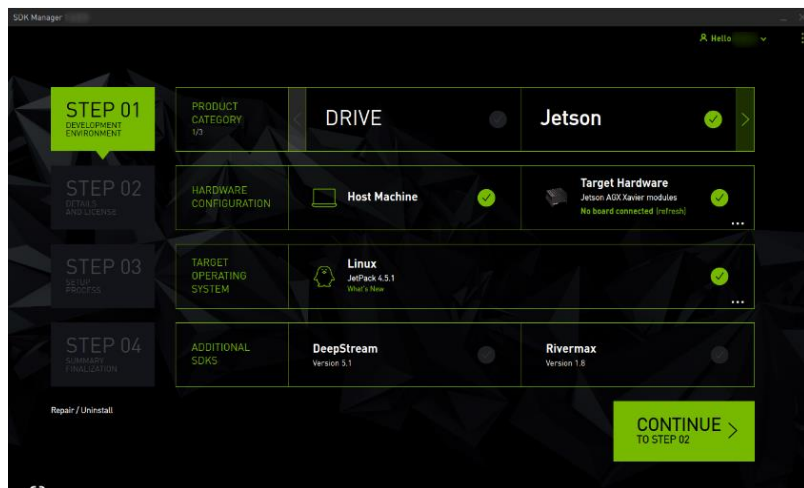 SDK Manager
Hello
STEP 01
DEVELOPMENT
ENVIRONMENT
PRODUCT
CATEGORY
1/3
DRIVE
Jetson
STEP 02
DETAILS
AND LICENSE
HARDWARE
CONFIGURATION
Host Machine
Target Hardware
Jetson AGX Xavier modules
No board connected [refresh]
...
STEP 03
SETUP
PROCESS
TARGET
OPERATING
SYSTEM
Linux
JetPack 4.5.1
What's New
...
STEP 04
SUMMARY
FINALIZATION
ADDITIONAL
SDKS
DeepStream
Version 5.1
Rivermax
Version 1.8
Repair / Uninstall
CONTINUE
TO STEP 02